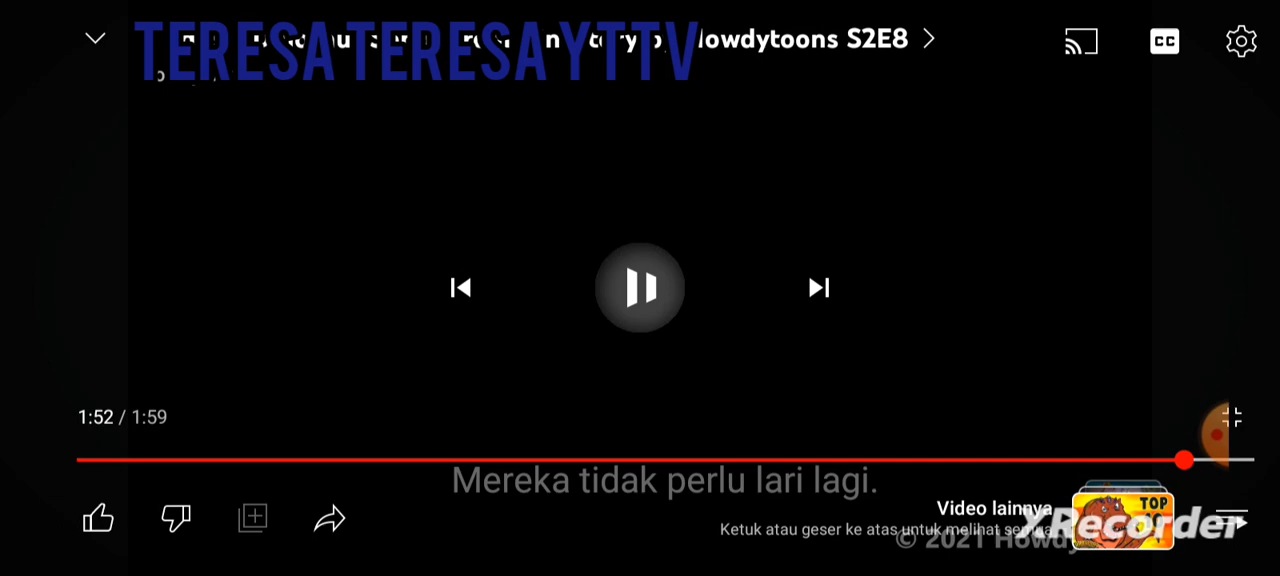 TERESATERESAYTTV
Howdytoons S2E8
CC
1:52 / 1:59
Mereka tidak perlu lari lagi.
Video lainnya
Ketuk atau geser ke atas untuk melihat semua
TOP
XRecorder
© 2021 Howdy